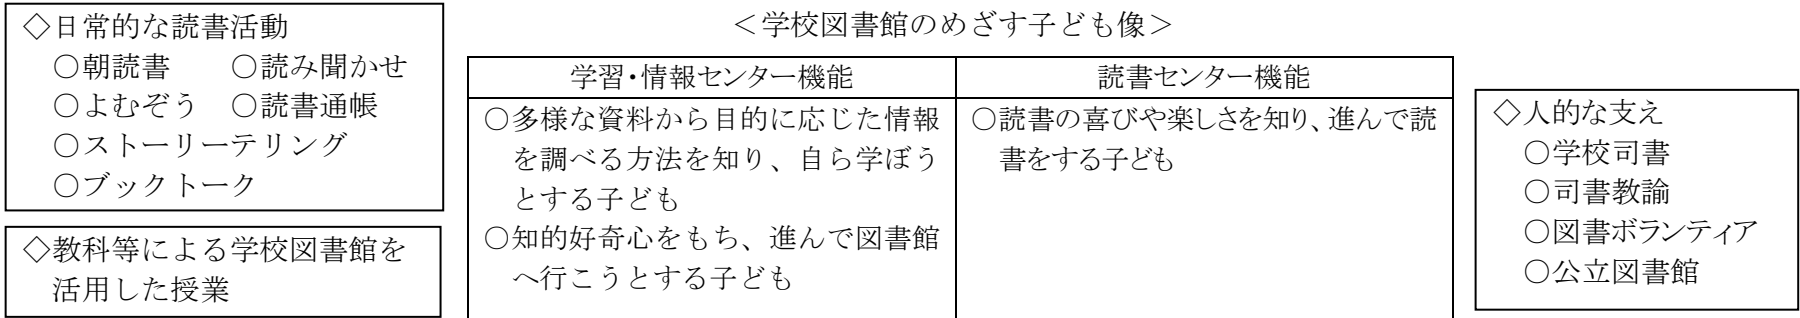 ◇日常的な読書活動
○朝読書　　○読み聞かせ
○よむぞう　○読書通帳
○ストーリーテリング
○ブックトーク
◇教科等による学校図書館を
活用した授業
＜学校図書館のめざす子ども像＞
学習・情報センター機能
○多様な資料から目的に応じた情報
を調べる方法を知り、自ら学ぼう
とする子ども
○知的好奇心をもち、進んで図書館
へ行こうとする子ども
読書センター機能
○読書の喜びや楽しさを知り、進んで読
書をする子ども
◇人的な支え
○学校司書
○司書教諭
○図書ボランティア
○公立図書館